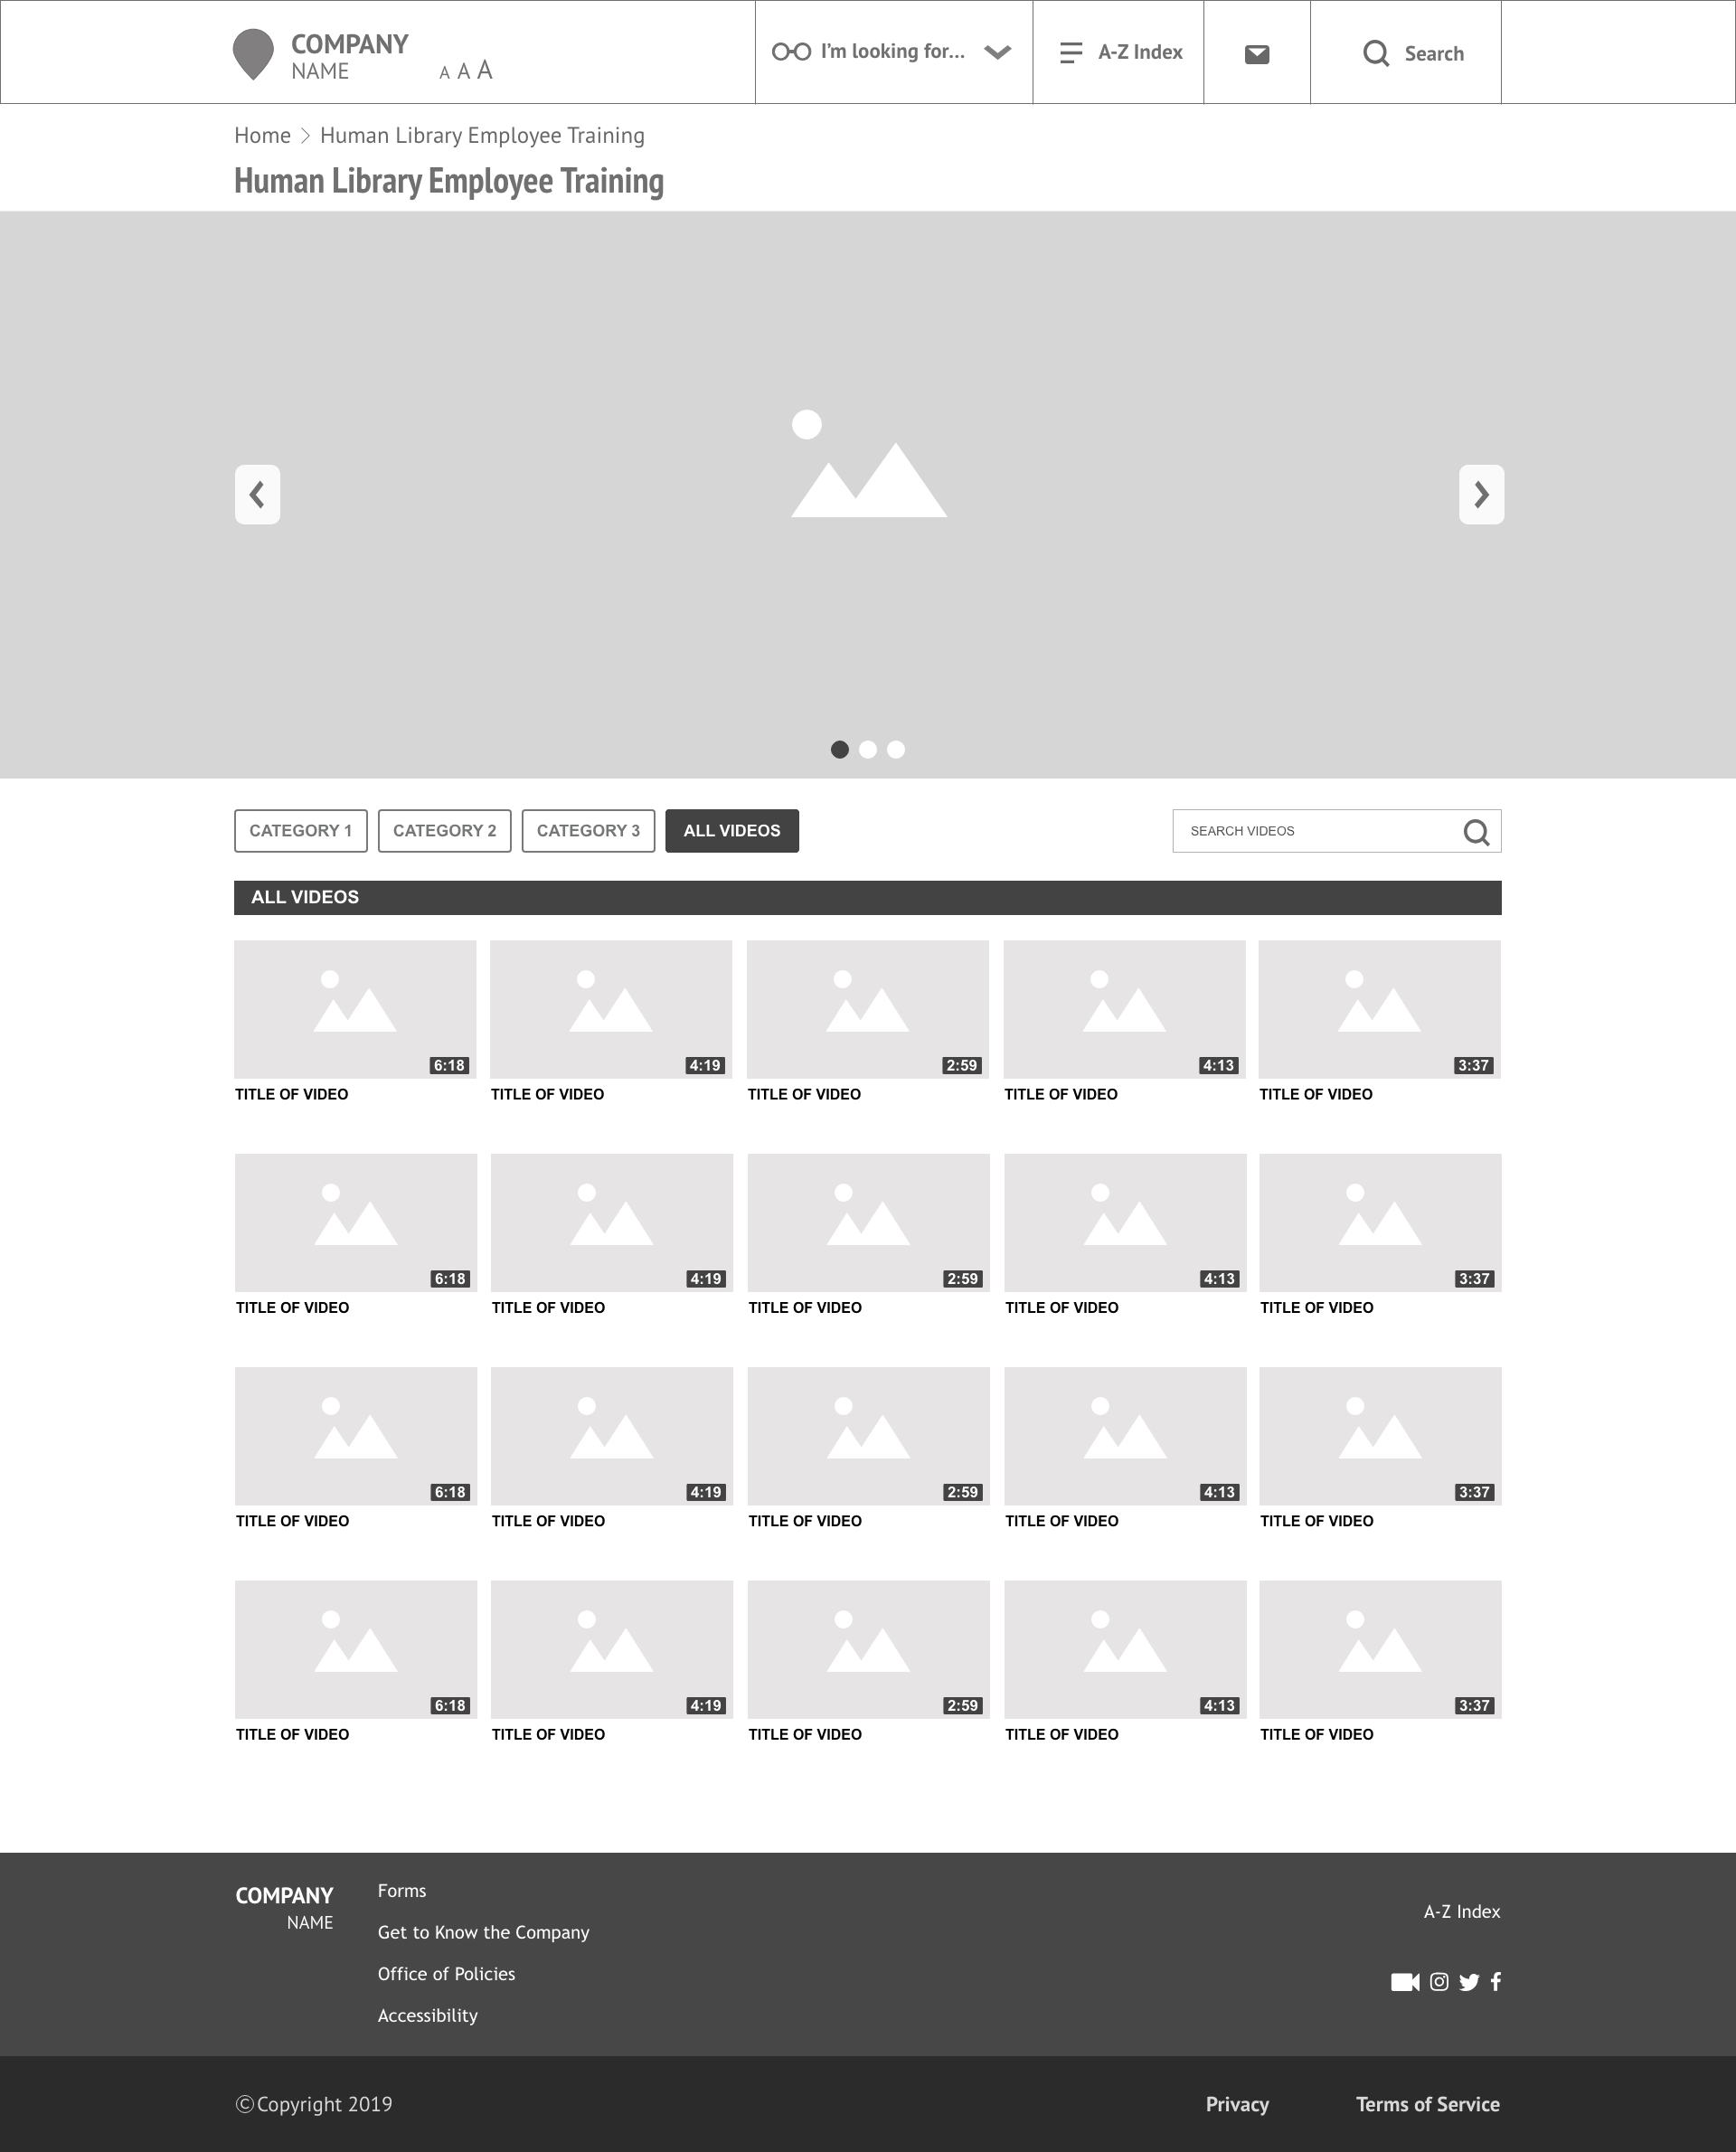 COMPANY
NAME
A A A
I'm looking for...
A-Z Index
Search
Home > Human Library Employee Training
Human Library Employee Training
CATEGORY 1
CATEGORY 2
CATEGORY 3
ALL VIDEOS
SEARCH VIDEOS
ALL VIDEOS
6:18 4:19 2:59 4:13 3:37
TITLE OF VIDEO TITLE OF VIDEO TITLE OF VIDEO TITLE OF VIDEO TITLE OF VIDEO
6:18 4:19 2:59 4:13 3:37
TITLE OF VIDEO TITLE OF VIDEO TITLE OF VIDEO TITLE OF VIDEO TITLE OF VIDEO
6:18 4:19 2:59 4:13 3:37
TITLE OF VIDEO TITLE OF VIDEO TITLE OF VIDEO TITLE OF VIDEO TITLE OF VIDEO
6:18 4:19 2:59 4:13 3:37
TITLE OF VIDEO TITLE OF VIDEO TITLE OF VIDEO TITLE OF VIDEO TITLE OF VIDEO
COMPANY
NAME
Forms
Get to Know the Company
Office of Policies
Accessibility
A-Z Index
©Copyright 2019
Privacy
Terms of Service